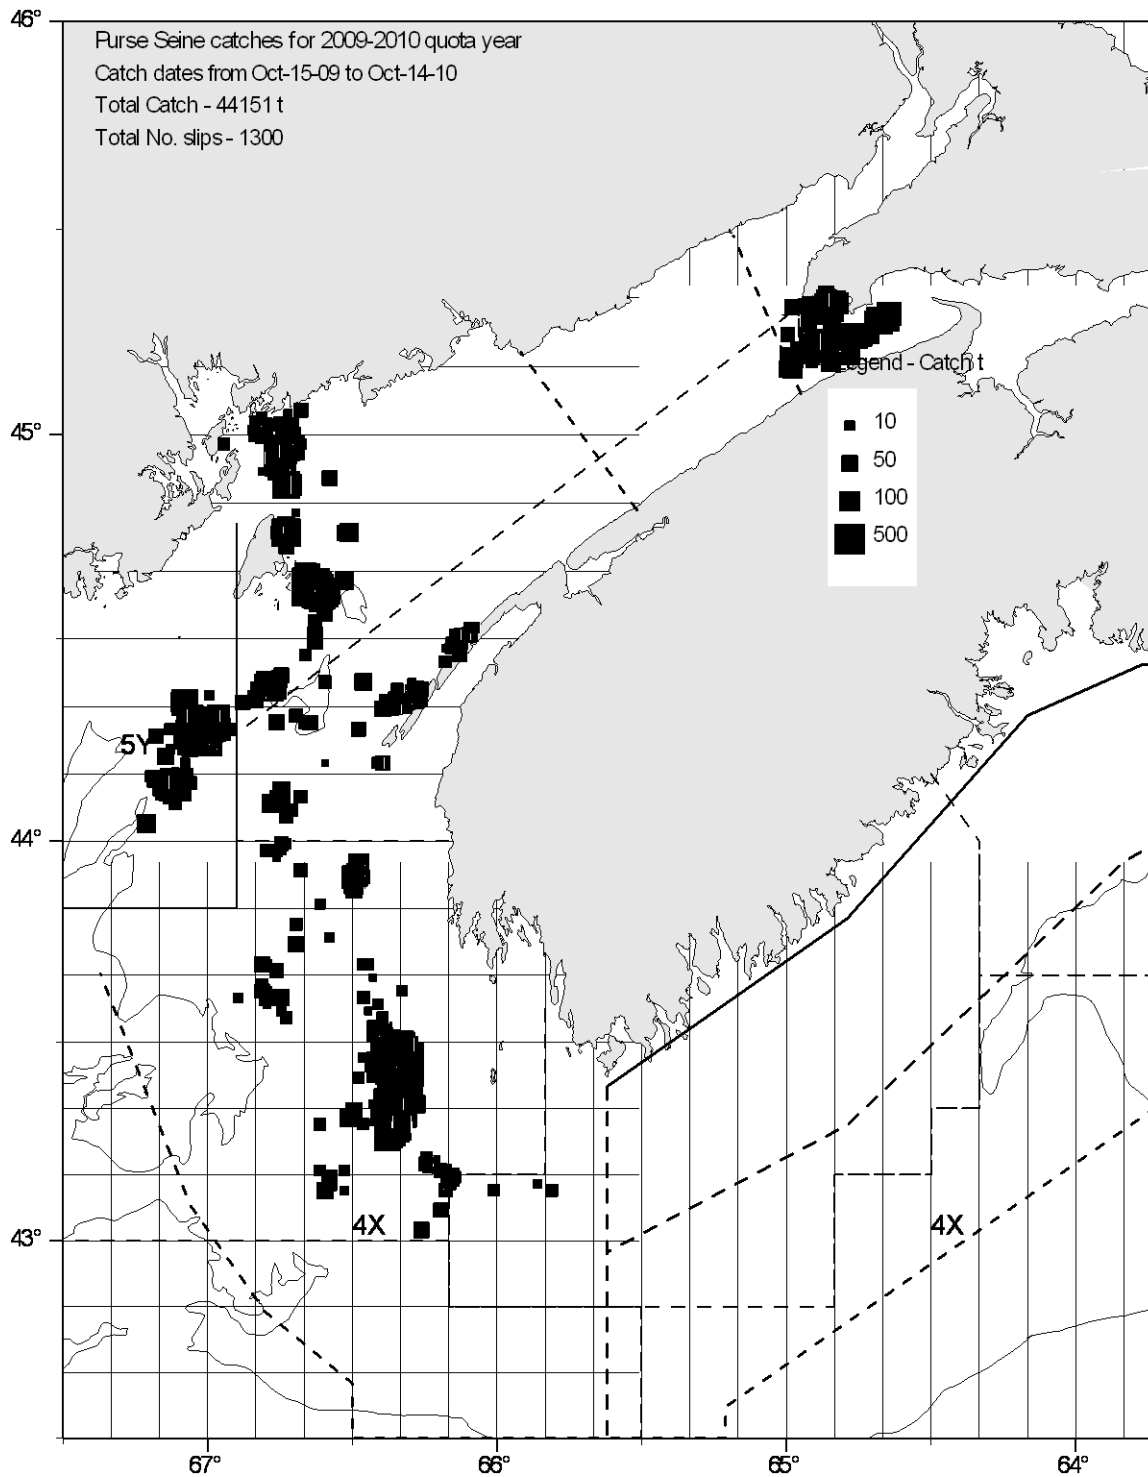 46°
Purse Seine catches for 2009-2010 quota year
Catch dates from Oct-15-09 to Oct-14-10
Total Catch - 44151 t
Total No. slips - 1300
Legend - Catch t
10
45°
50
100
500
5Y
44°
4X
4X
43°
67°
66°
65°
64°